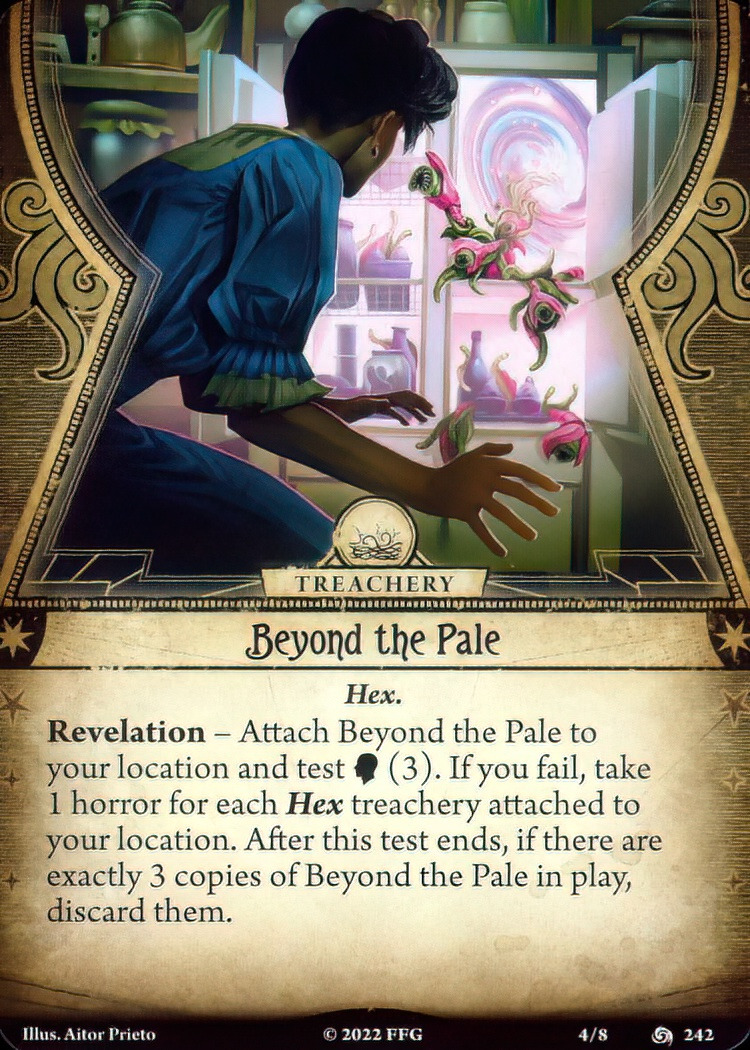 TREACHERY
Beyond the Pale
Hex.
Revelation – Attach Beyond the Pale to
your location and test (3). If you fail, take
1 horror for each Hex treachery attached to
your location. After this test ends, if there are
exactly 3 copies of Beyond the Pale in play,
discard them.
Illus. Aitor Prieto © 2022 FFG 4/8 242